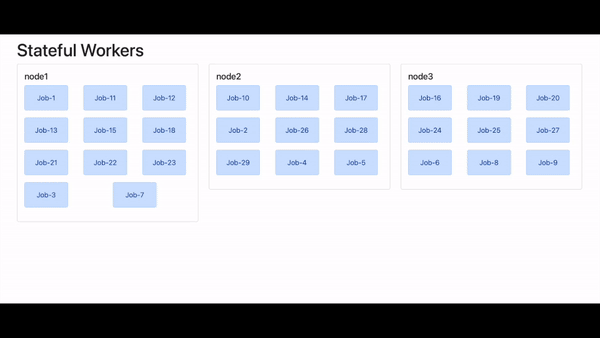 Stateful Workers
node1
Job-1 Job-11 Job-12
Job-13 Job-15 Job-18
Job-21 Job-22 Job-23
Job-3 Job-7
node2
Job-10 Job-14 Job-17
Job-2 Job-26 Job-28
Job-29 Job-4 Job-5
node3
Job-16 Job-19 Job-20
Job-24 Job-25 Job-27
Job-6 Job-8 Job-9